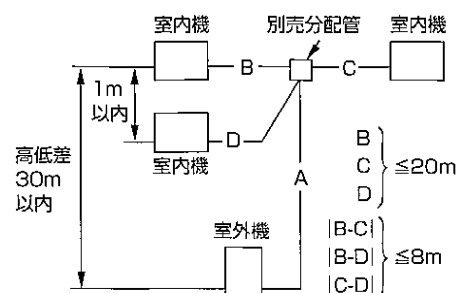 室内機
別売分配管
室内機
B
C
1m
以内
D
室内機
高低差
30m
以内
A
B
C
D
≦20m
室外機
|B-C|
|B-D|
|C-D|
≦8m